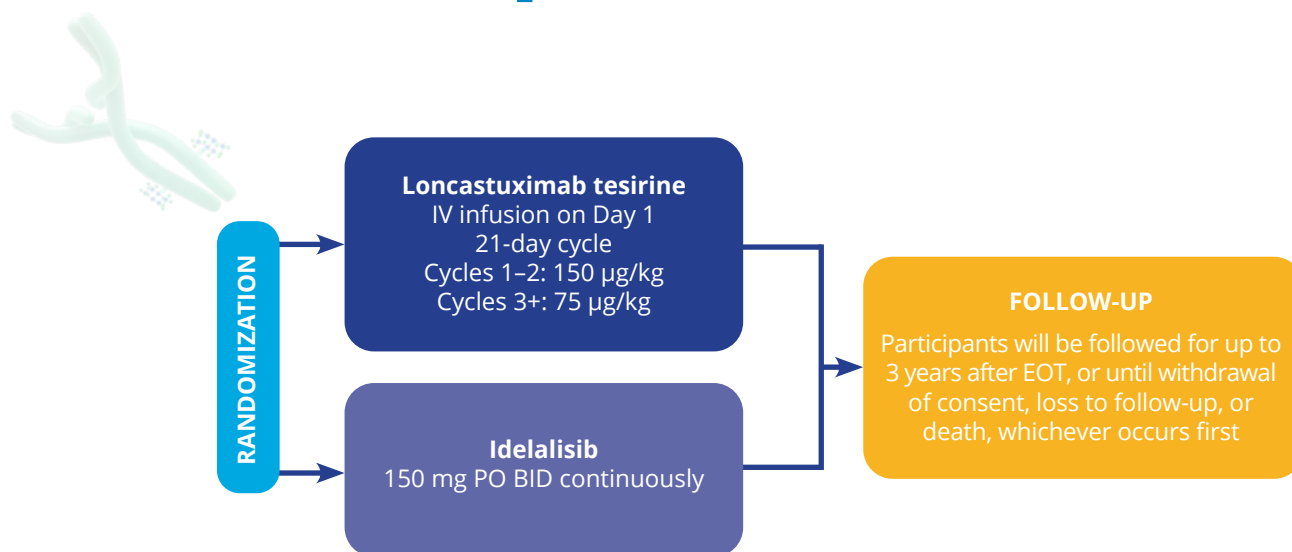 RANDOMIZATION
Loncastuximab tesirine
IV infusion on Day 1
21-day cycle
Cycles 1–2: 150 µg/kg
Cycles 3+: 75 µg/kg
Idelalisib
150 mg PO BID continuously
FOLLOW-UP
Participants will be followed for up to
3 years after EOT, or until withdrawal
of consent, loss to follow-up, or
death, whichever occurs first